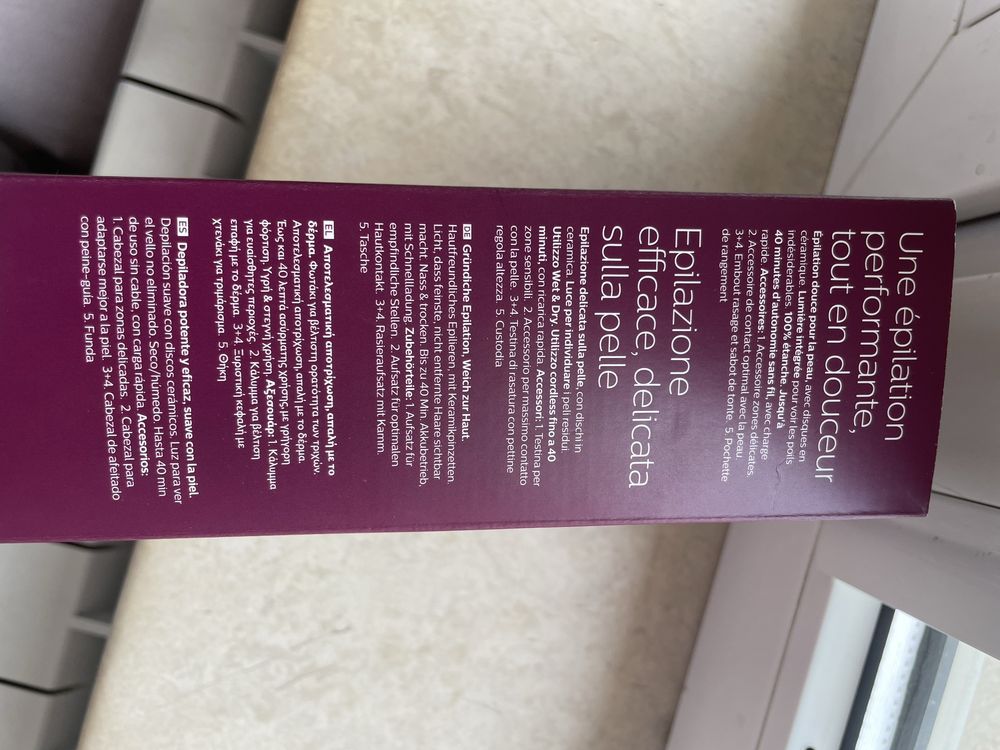 Une épilation
performante,
tout en douceur
Épilation douce pour la peau, avec disques en
céramique. Lumière intégrée pour voir les poils
indésirables. 100% étanche. Jusqu'à
40 minutes d'autonomie sans fil, avec charge
rapide. Accessoires: 1. Accessoire zones délicates.
2. Accessoire de contact optimal avec la peau
3+4. Embout rasage et sabot de tonte. 5. Pochette
de rangement
Epilazione
efficace, delicata
sulla pelle
Epilazione delicata sulla pelle, con dischi in
ceramica. Luce per individuare i peli residui.
Utilizzo Wet & Dry. Utilizzo cordless fino a 40
minuti, con ricarica rapida. Accessori 1. Testina per
zone sensibili. 2. Accessorio per massimo contatto
con la pelle. 3+4. Testina di rasatura con pettine
regola altezza. 5. Custodia
DE Gründliche Epilation, Weich zur Haut.
Hautfreundliches Epilieren, mit Keramikpinzetten.
Licht, dass feinste, nicht entfernte Haare sichtbar
macht. Nass & trocken. Bis zu 40 Min. Akkubetrieb,
mit Schnellladung. Zubehörteile: 1. Aufsatz für
empfindliche Stellen. 2. Aufsatz für optimalen
Hautkontakt 3+4. Rasieraufsatz mit Kamm.
5. Tasche
EL Αποτελεσματική αποτρίχωση, απαλή με το
δέρμα. Φωτάκι για βέλτιστη ορατότητα των τριχών.
Αποτελεσματική αποτρίχωση, απαλή με το δέρμα.
Έως και 40 λεπτά ασύρματης χρήσης, με γρήγορη
φόρτιση. Υγρή & στεγνή χρήση. Αξεσουάρ: 1. Κάλυμμα
για ευαίσθητες περιοχές. 2. Κάλυμμα για βέλτιστη
επαφή με το δέρμα. 3+4. Ξυριστική κεφαλή με
χτενάκι για τριμάρισμα. 5. Θήκη
ES Depiladora potente y eficaz, suave con la piel.
Depilación suave con discos cerámicos. Luz para ver
el vello no eliminado. Seco/húmedo. Hasta 40 min
de uso sin cable, con carga rápida. Accesorios:
1. Cabezal para zonas delicadas. 2. Cabezal para
adaptarse mejor a la piel. 3+4 Cabezal de afeitado
con peine-guía. 5. Funda